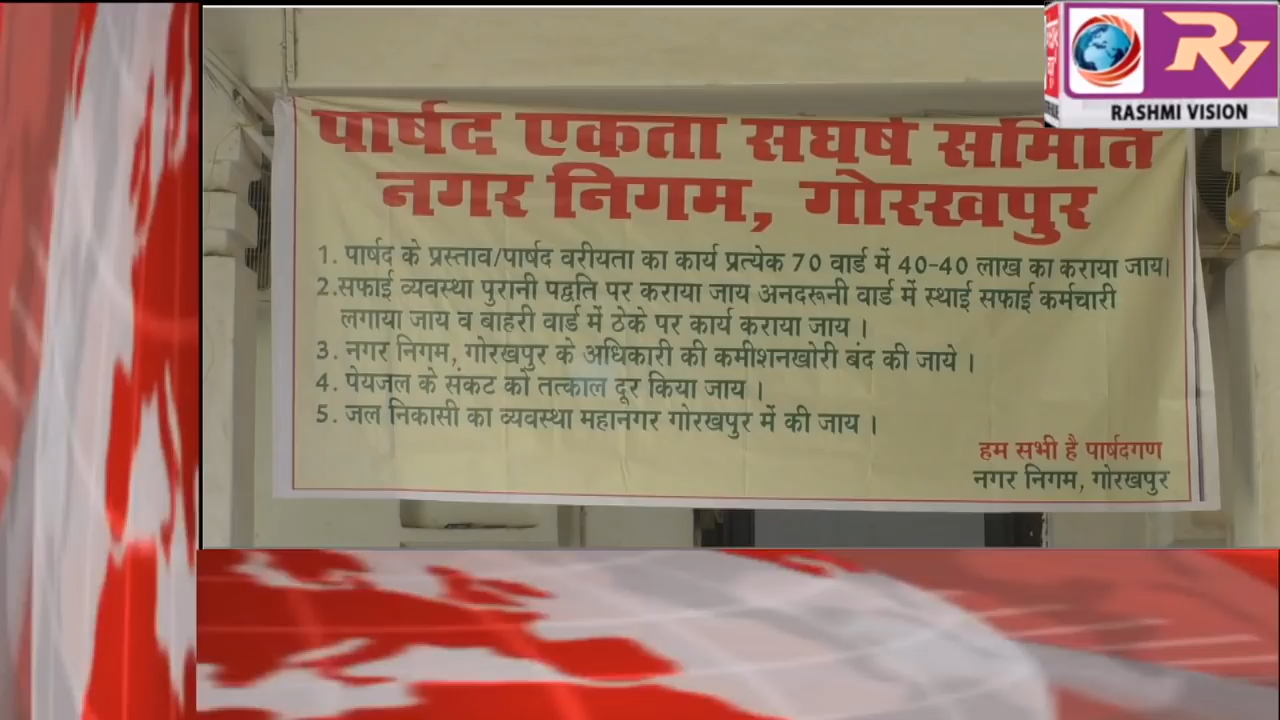 RASHMI VISION
पार्षद एकता संघर्ष समिति
नगर निगम, गोरखपुर
1. पार्षद के प्रस्ताव/पार्षद वरीयता का कार्य प्रत्येक 70 वार्ड में 40-40 लाख का कराया जाय।
2.सफाई व्यवस्था पुरानी पद्वति पर कराया जाय अनदरूनी वार्ड में स्थाई सफाई कर्मचारी
लगाया जाय व बाहरी वार्ड में ठेके पर कार्य कराया जाय ।
3. नगर निगम, गोरखपुर के अधिकारी की कमीशनखोरी बंद की जाये ।
4. पेयजल के संकट को तत्काल दूर किया जाय ।
5. जल निकासी का व्यवस्था महानगर गोरखपुर में की जाय ।
हम सभी है पार्षदगण
नगर निगम, गोरखपुर